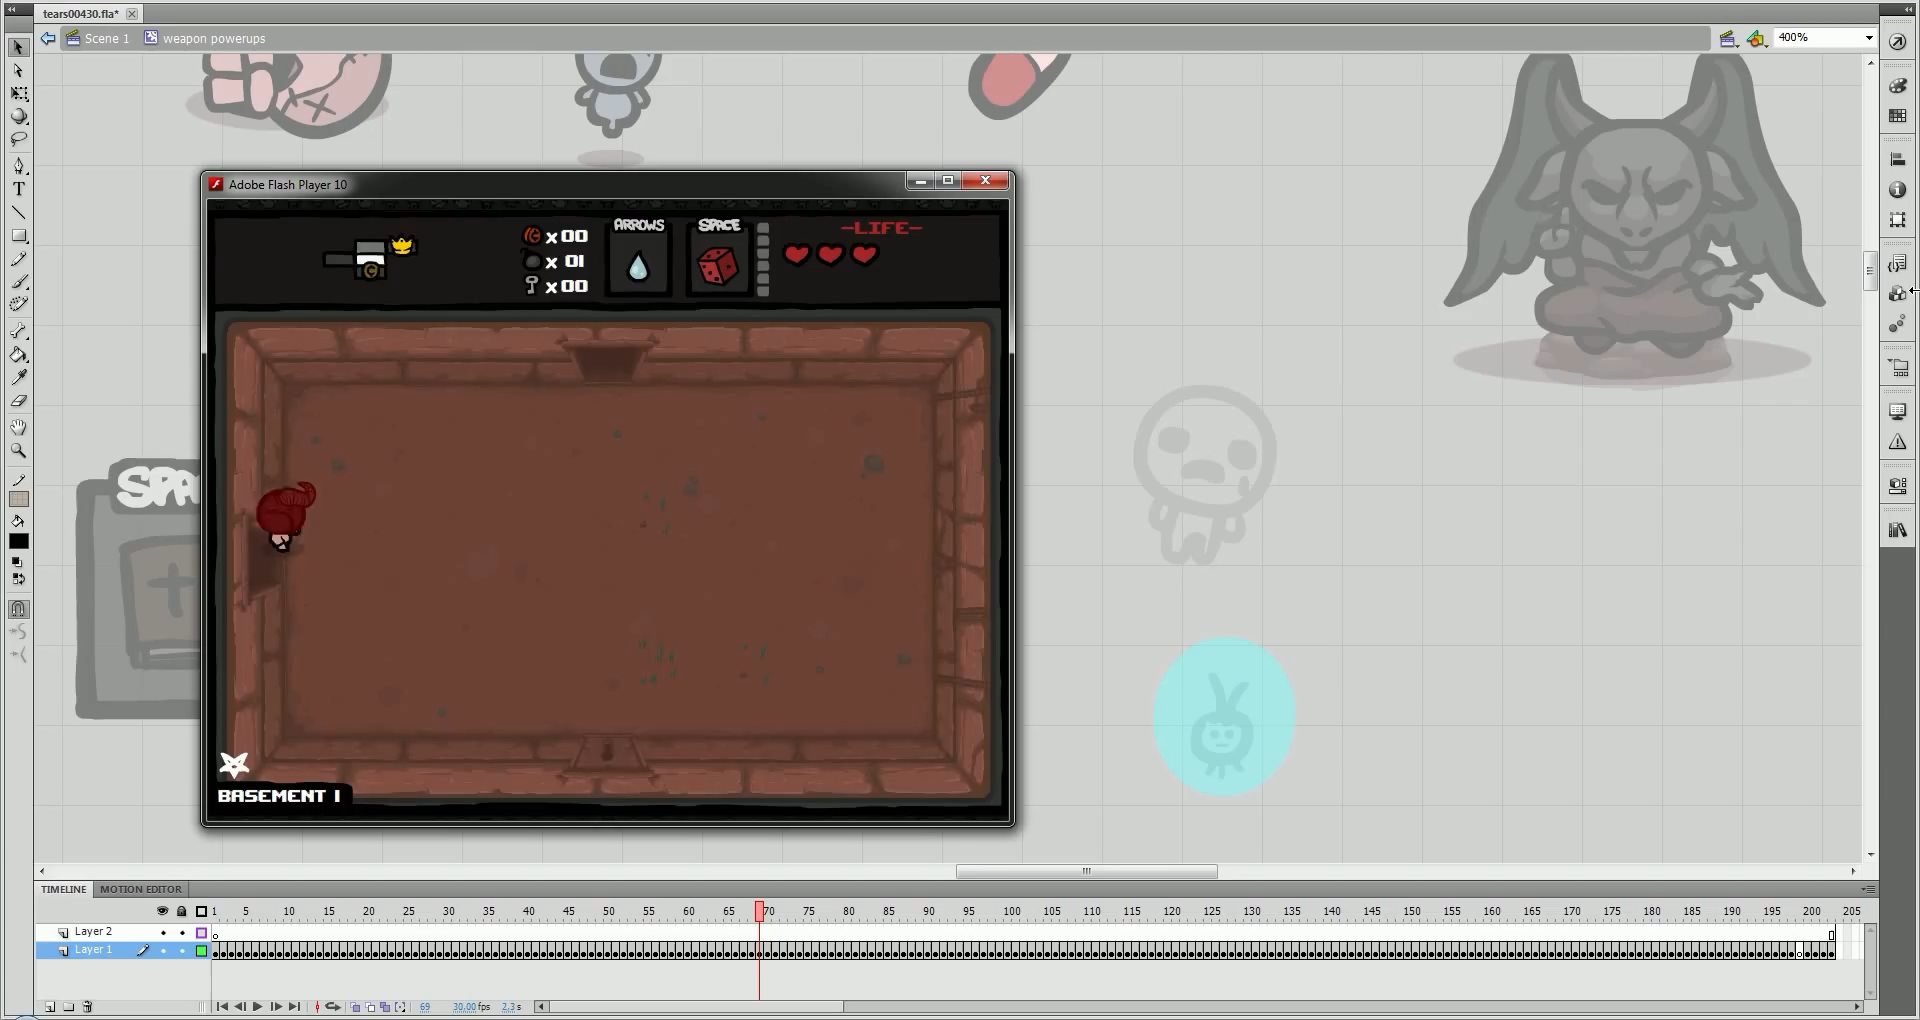 tears00430.fla*
Scene 1
weapon powerups
400%
Adobe Flash Player 10
x00
x 01
x00
ARROWS
SPACE
-LIFE-
SPA
BASEMENT I
TIMELINE
MOTION EDITOR
1 5 10 15 20 25 30 35 40 45 50 55 60 65 70 75 80 85 90 95 100 105 110 115 120 125 130 135 140 145 150 155 160 165 170 175 180 185 190 195 200 205
Layer 2
Layer 1
69
30.00 fps
2.3 s